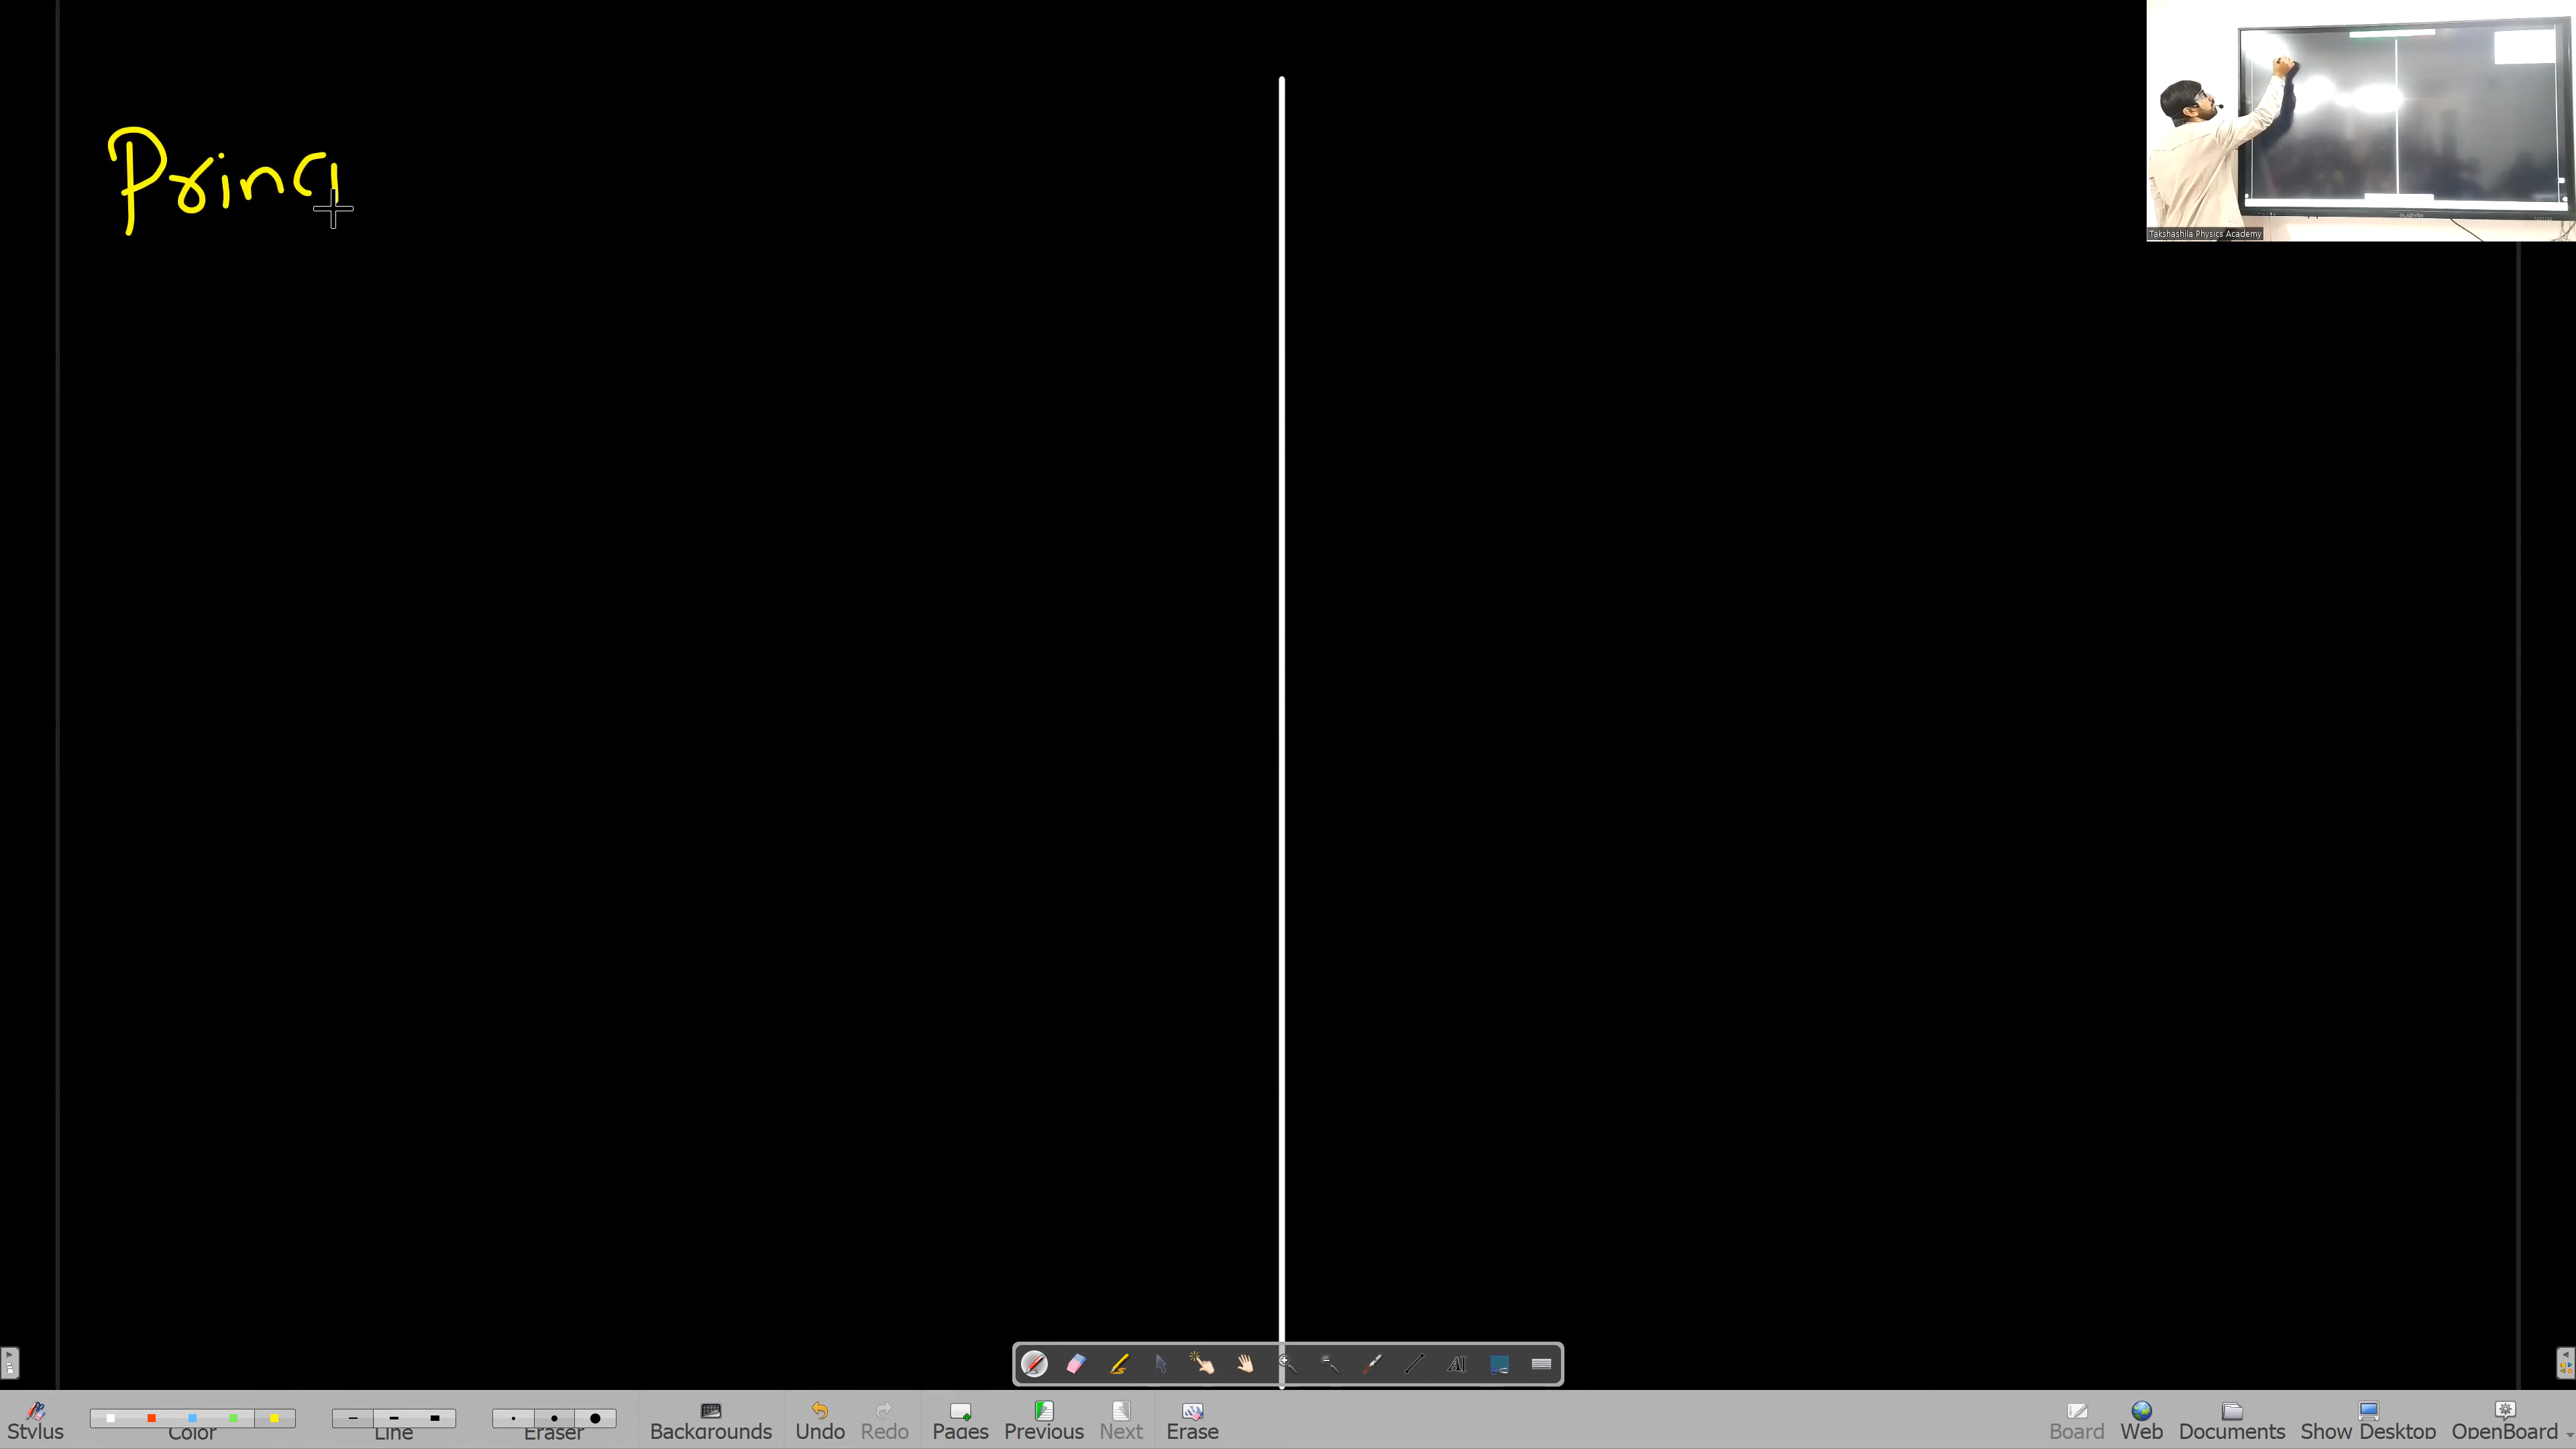 Princi
Takshashila Physics Academy
Stylus Color Line Eraser Backgrounds Undo Redo Pages Previous Next Erase Board Web Documents Show Desktop OpenBoard